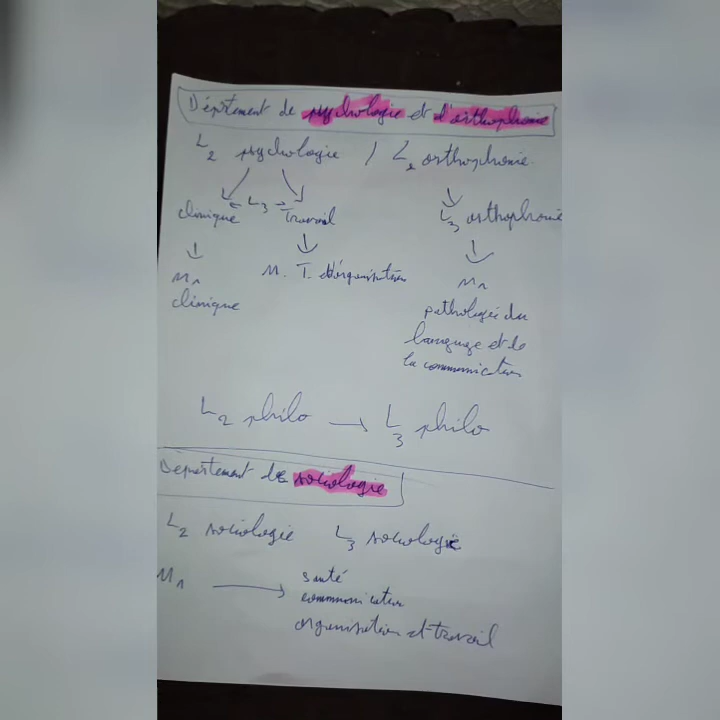 Département de psychologie et d'orthophonie
L2 psychologie / L2 orthophonie
clinique ← L3 → Travail L3 orthophonie
M1 M. T. d'organisation M1
clinique pathologie du
language et de
la communication
L2 philo → L3 philo
Département de sociologie
L2 sociologie L3 sociologie
M1 → santé
communication
organisation et travail